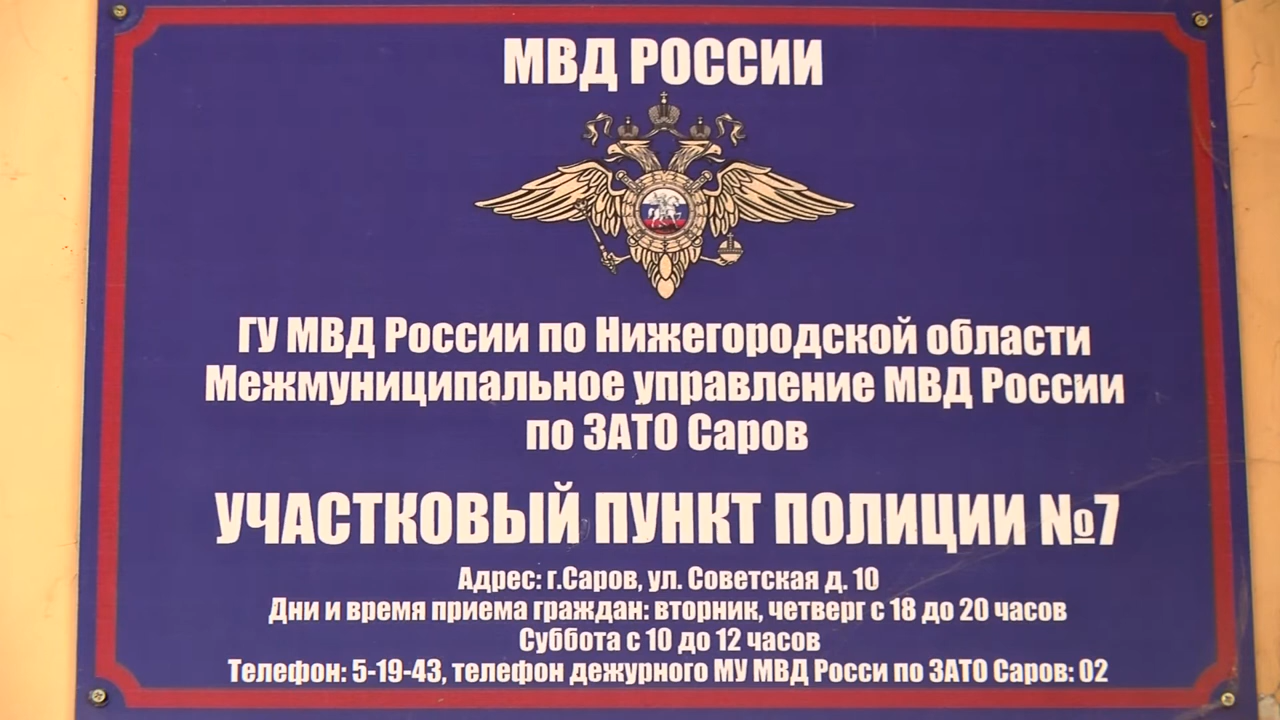 МВД РОССИИ
ГУ МВД России по Нижегородской области
Межмуниципальное управление МВД России
по ЗАТО Саров
УЧАСТКОВЫЙ ПУНКТ ПОЛИЦИИ №7
Адрес: г.Саров, ул. Советская д. 10
Дни и время приема граждан: вторник, четверг с 18 до 20 часов
Суббота с 10 до 12 часов
Телефон: 5-19-43, телефон дежурного МУ МВД Росси по ЗАТО Саров: 02